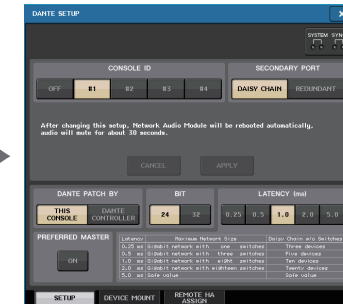 DANTE SETUP
SYSTEM SYN
CONSOLE ID
SECONDARY PORT
OFF #1 #2 #3 #4 DAISY CHAIN REDUNDANT
After changing this setup, Network Audio Module will be rebooted automatically,
audio will mute for about 30 seconds.
CANCEL APPLY
DANTE PATCH BY BIT LATENCY (ms)
THIS CONSOLE DANTE CONTROLLER 24 32 0.25 0.5 1.0 2.0 5.0
PREFERRED MASTER
ON
Latency Maximum Network Size Daisy Chain w/o Switches
0.25 ms Gigabit network with one switches Three devices
0.5 ms Gigabit network with three switches Five devices
1.0 ms Gigabit network with eight switches Ten devices
2.0 ms Gigabit network with eighteen switches Twenty devices
5.0 ms Safe value Safe value
SETUP DEVICE MOUNT REMOTE HA ASSIGN